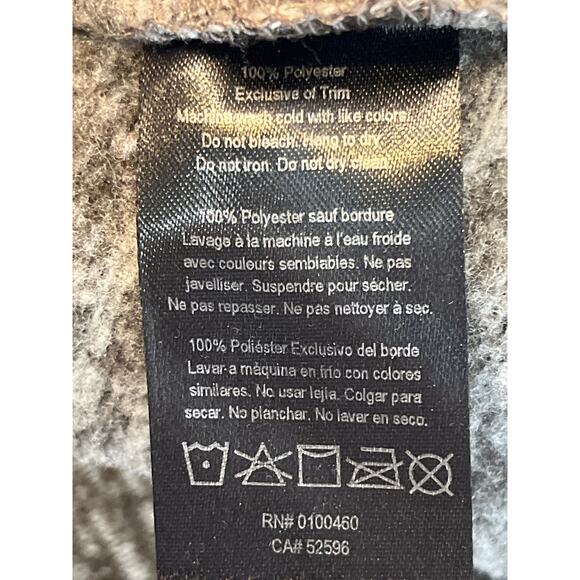 100% Polyester
Exclusive of Trim
Machine wash cold with like colors.
Do not bleach. Hang to dry.
Do not iron. Do not dry clean.
100% Polyester sauf bordure
Lavage à la machine à l'eau froide
avec couleurs semblables. Ne pas
javelliser. Suspendre pour sécher.
Ne pas repasser. Ne pas nettoyer à sec.
100% Poliéster Exclusivo del borde
Lavar a máquina en frío con colores
similares. No usar lejía. Colgar para
secar. No planchar. No lavar en seco.
RN# 0100460
CA# 52596